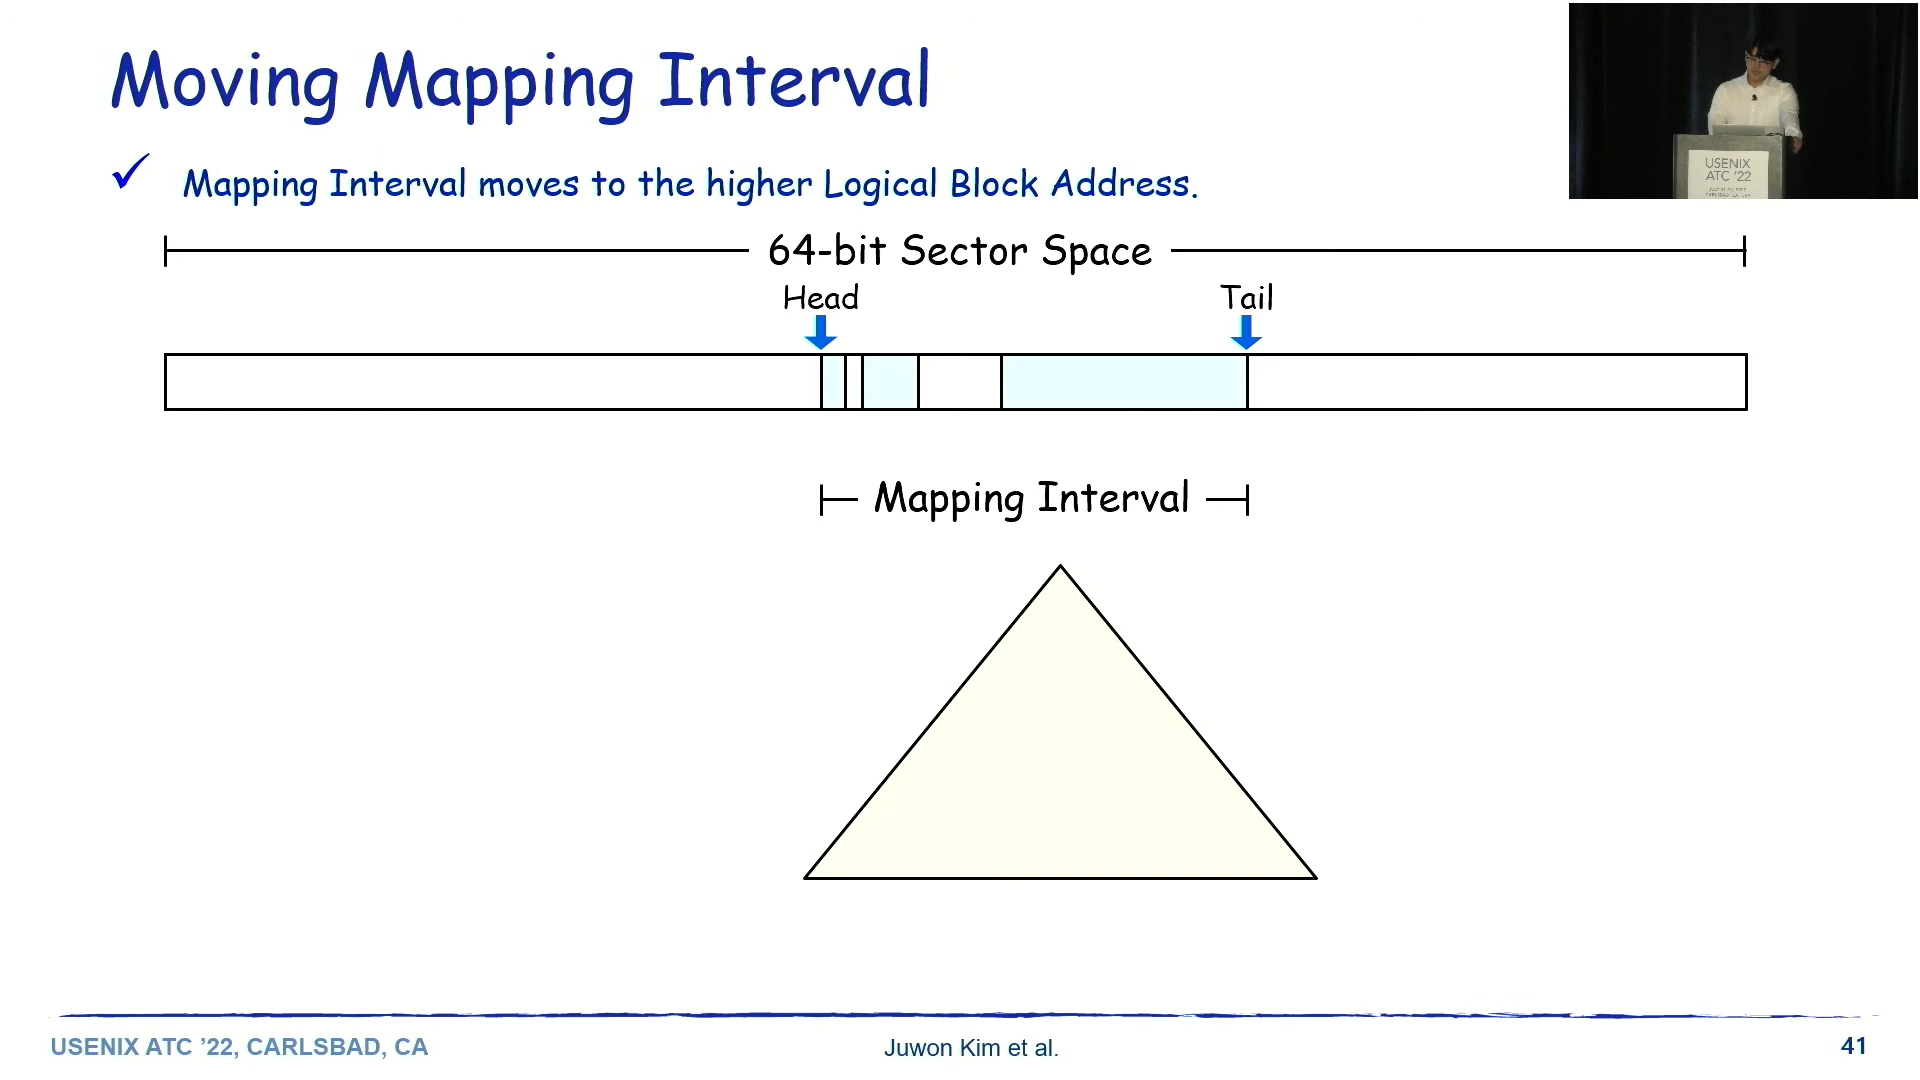 Moving Mapping Interval
Mapping Interval moves to the higher Logical Block Address.
64-bit Sector Space
Head
Tail
Mapping Interval
USENIX
ATC '22
USENIX ATC ’22, CARLSBAD, CA
Juwon Kim et al.
41